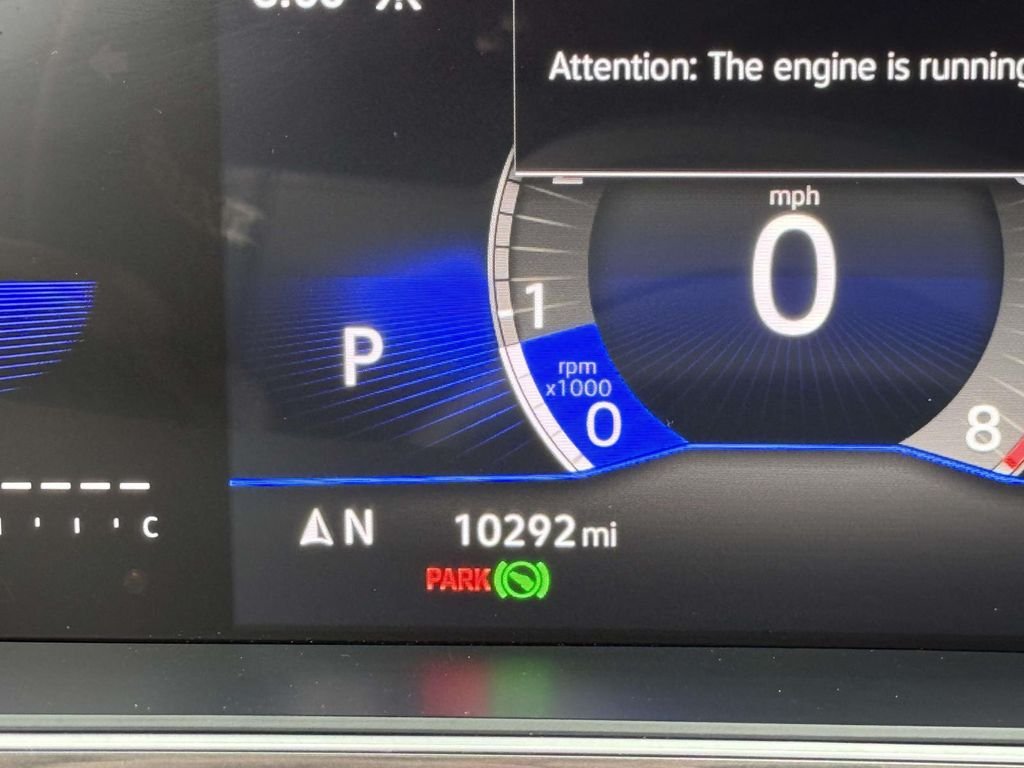 Attention: The engine is running
mph
0
1
P
rpm
x1000
0
8
N
10292 mi
C
PARK